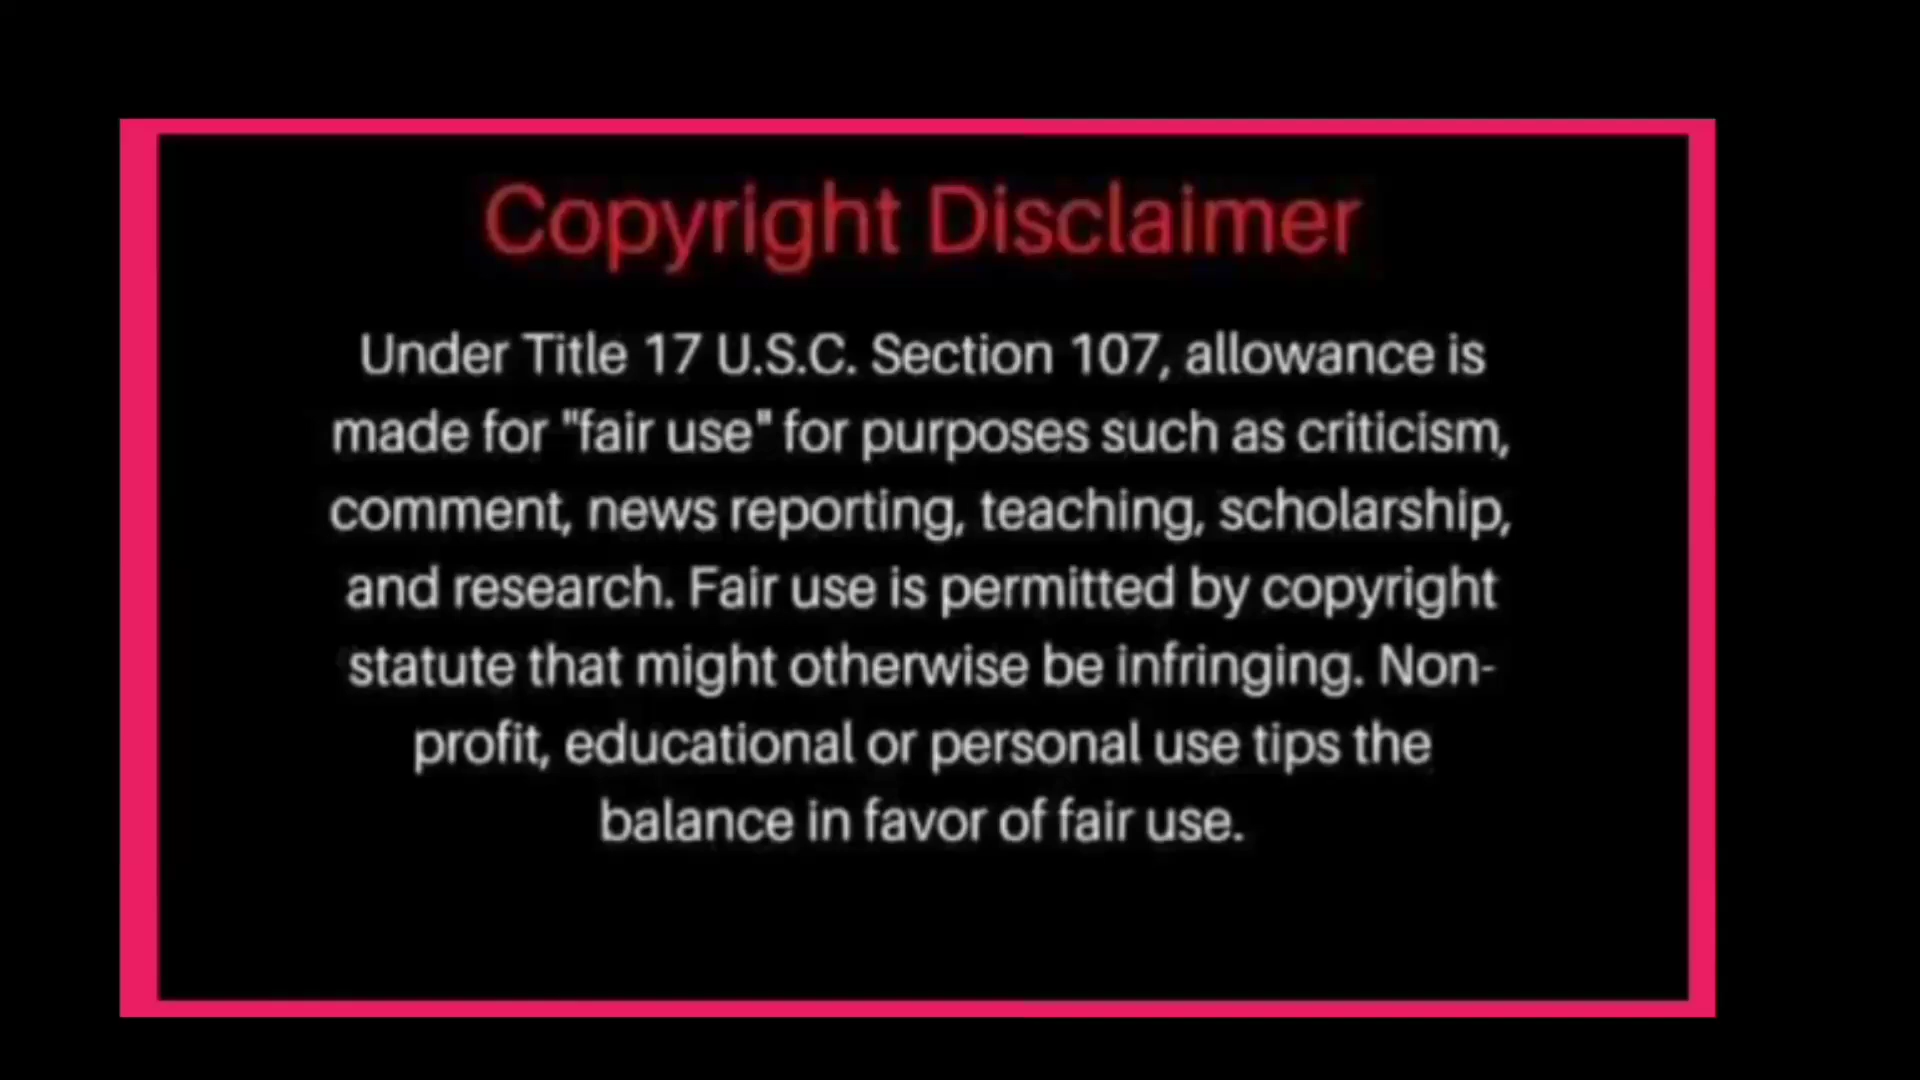 Copyright Disclaimer
Under Title 17 U.S.C. Section 107, allowance is
made for "fair use" for purposes such as criticism,
comment, news reporting, teaching, scholarship,
and research. Fair use is permitted by copyright
statute that might otherwise be infringing. Non-
profit, educational or personal use tips the
balance in favor of fair use.